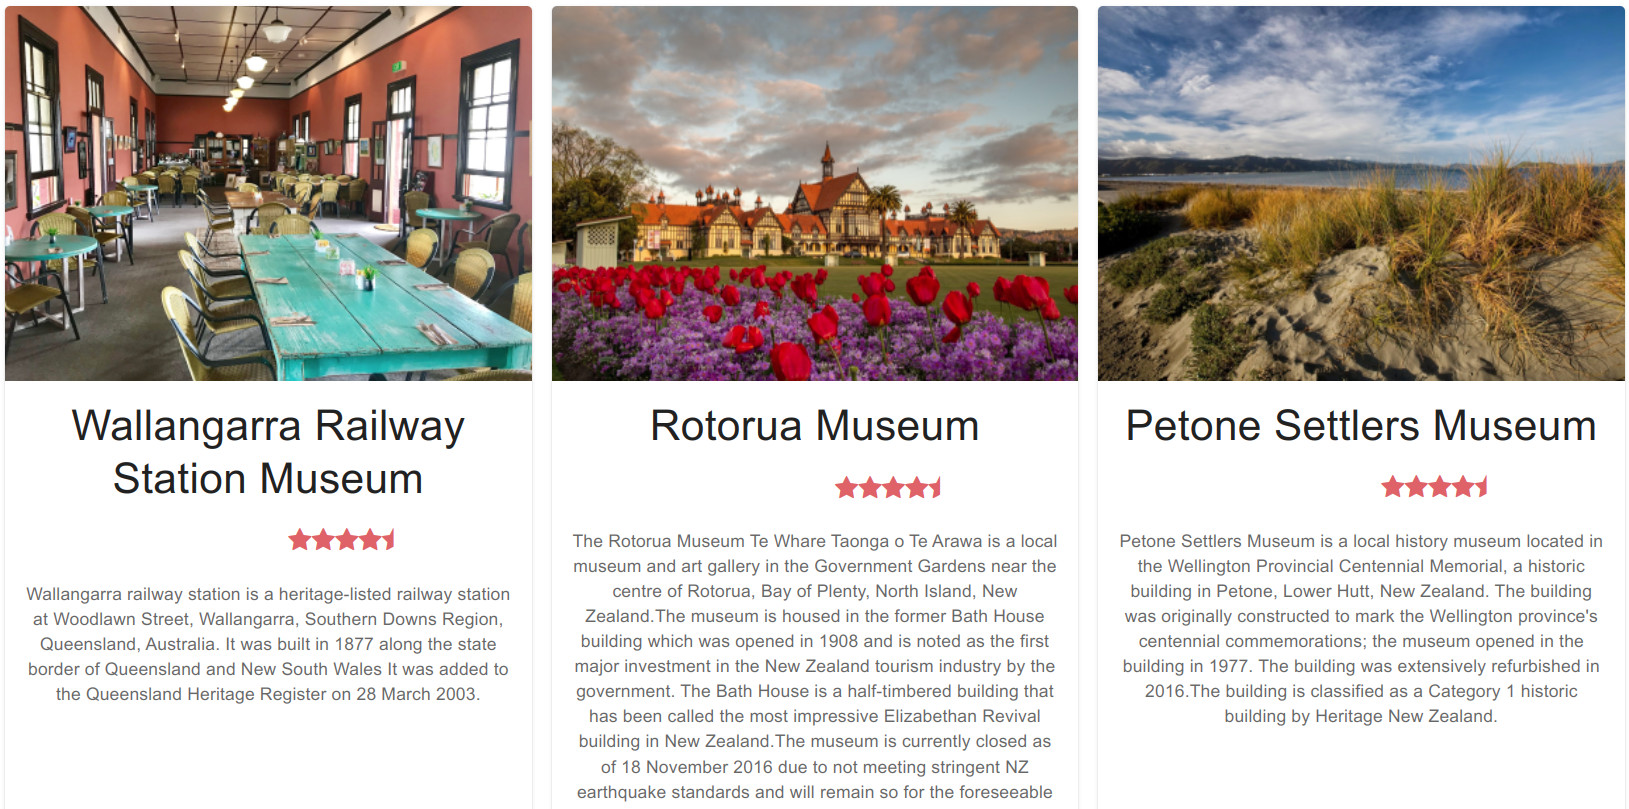 Wallangarra Railway
Station Museum
Wallangarra railway station is a heritage-listed railway station
at Woodlawn Street, Wallangarra, Southern Downs Region,
Queensland, Australia. It was built in 1877 along the state
border of Queensland and New South Wales It was added to
the Queensland Heritage Register on 28 March 2003.
Rotorua Museum
The Rotorua Museum Te Whare Taonga o Te Arawa is a local
museum and art gallery in the Government Gardens near the
centre of Rotorua, Bay of Plenty, North Island, New
Zealand.The museum is housed in the former Bath House
building which was opened in 1908 and is noted as the first
major investment in the New Zealand tourism industry by the
government. The Bath House is a half-timbered building that
has been called the most impressive Elizabethan Revival
building in New Zealand.The museum is currently closed as
of 18 November 2016 due to not meeting stringent NZ
earthquake standards and will remain so for the foreseeable
Petone Settlers Museum
Petone Settlers Museum is a local history museum located in
the Wellington Provincial Centennial Memorial, a historic
building in Petone, Lower Hutt, New Zealand. The building
was originally constructed to mark the Wellington province's
centennial commemorations; the museum opened in the
building in 1977. The building was extensively refurbished in
2016.The building is classified as a Category 1 historic
building by Heritage New Zealand.